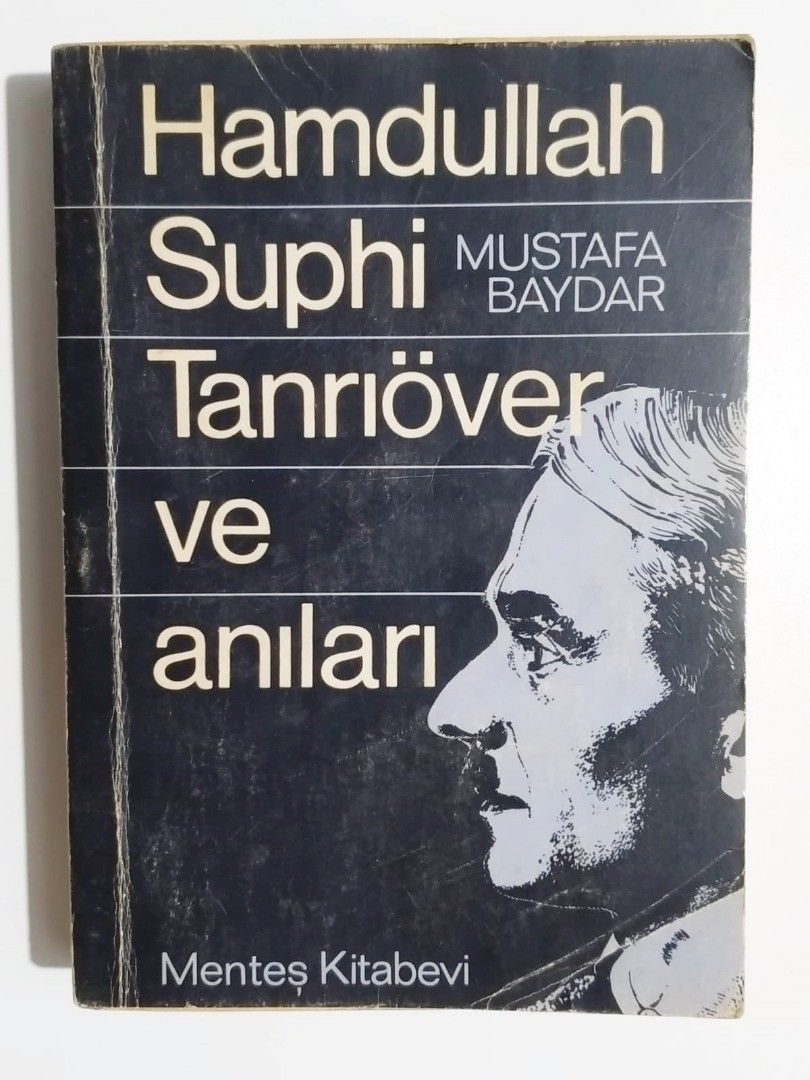 Hamdullah
Suphi
MUSTAFA
BAYDAR
Tanrıöver
ve
anıları
Menteş Kitabevi